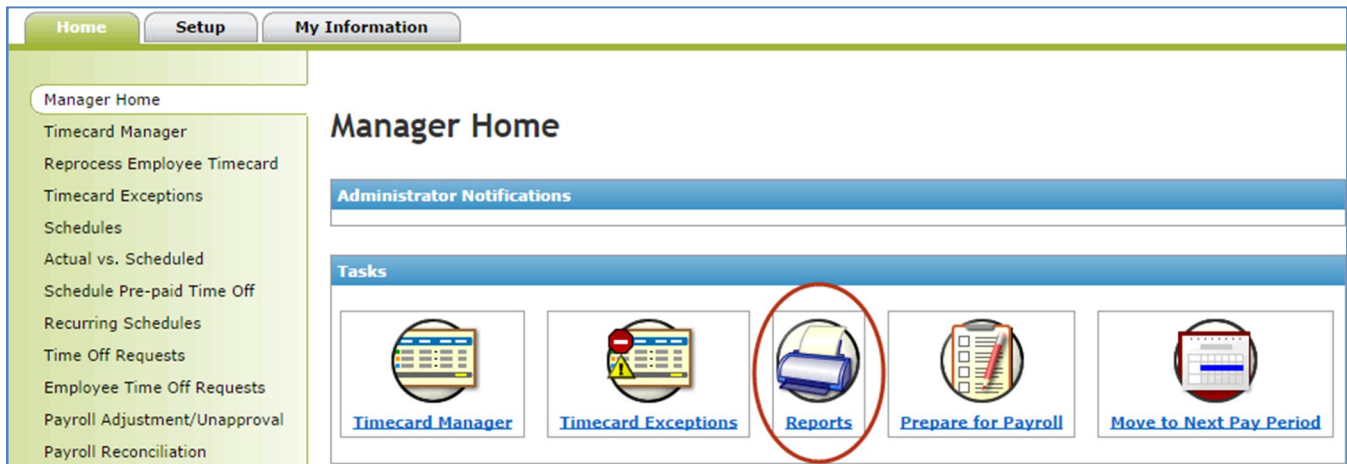 Home Setup My Information
Manager Home
Timecard Manager
Reprocess Employee Timecard
Timecard Exceptions
Schedules
Actual vs. Scheduled
Schedule Pre-paid Time Off
Recurring Schedules
Time Off Requests
Employee Time Off Requests
Payroll Adjustment/Unapproval
Payroll Reconciliation
Manager Home
Administrator Notifications
Tasks
Timecard Manager Timecard Exceptions Reports Prepare for Payroll Move to Next Pay Period